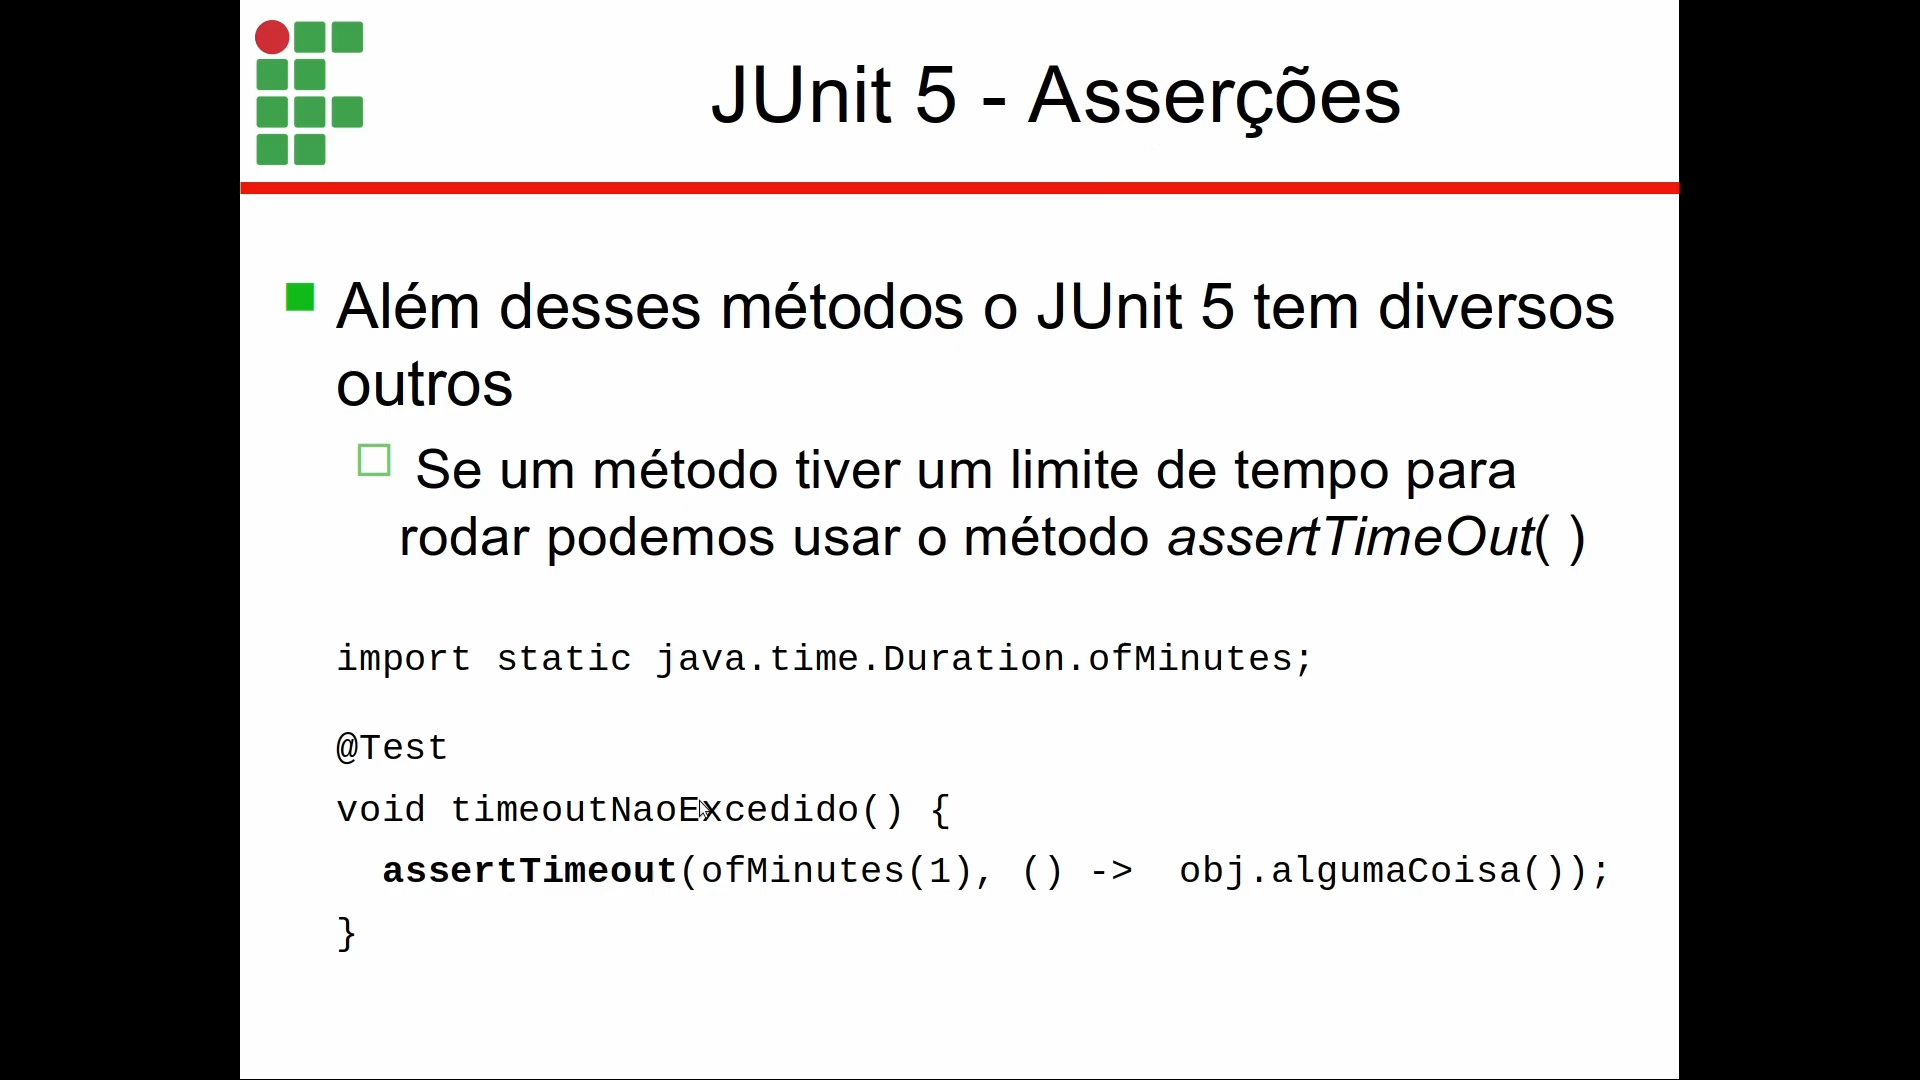 JUnit 5 - Asserções
Além desses métodos o JUnit 5 tem diversos
outros
Se um método tiver um limite de tempo para
rodar podemos usar o método assertTimeOut( )
import static java.time.Duration.ofMinutes;
@Test
void timeoutNaoExcedido() {
assertTimeout(ofMinutes(1), () ->  obj.algumaCoisa());
}